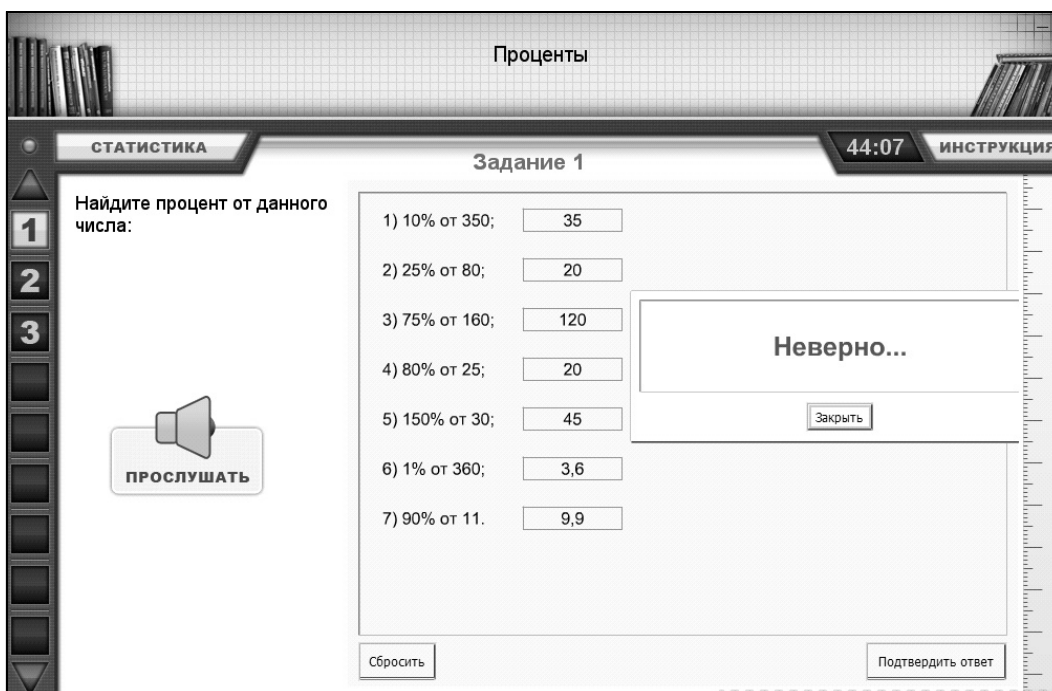 Проценты
СТАТИСТИКА
Задание 1
44:07
ИНСТРУКЦИЯ
1
2
3
Найдите процент от данного
числа:
ПРОСЛУШАТЬ
1) 10% от 350; 35
2) 25% от 80; 20
3) 75% от 160; 120
4) 80% от 25; 20
5) 150% от 30; 45
6) 1% от 360; 3,6
7) 90% от 11. 9,9
Неверно...
Закрыть
Сбросить
Подтвердить ответ